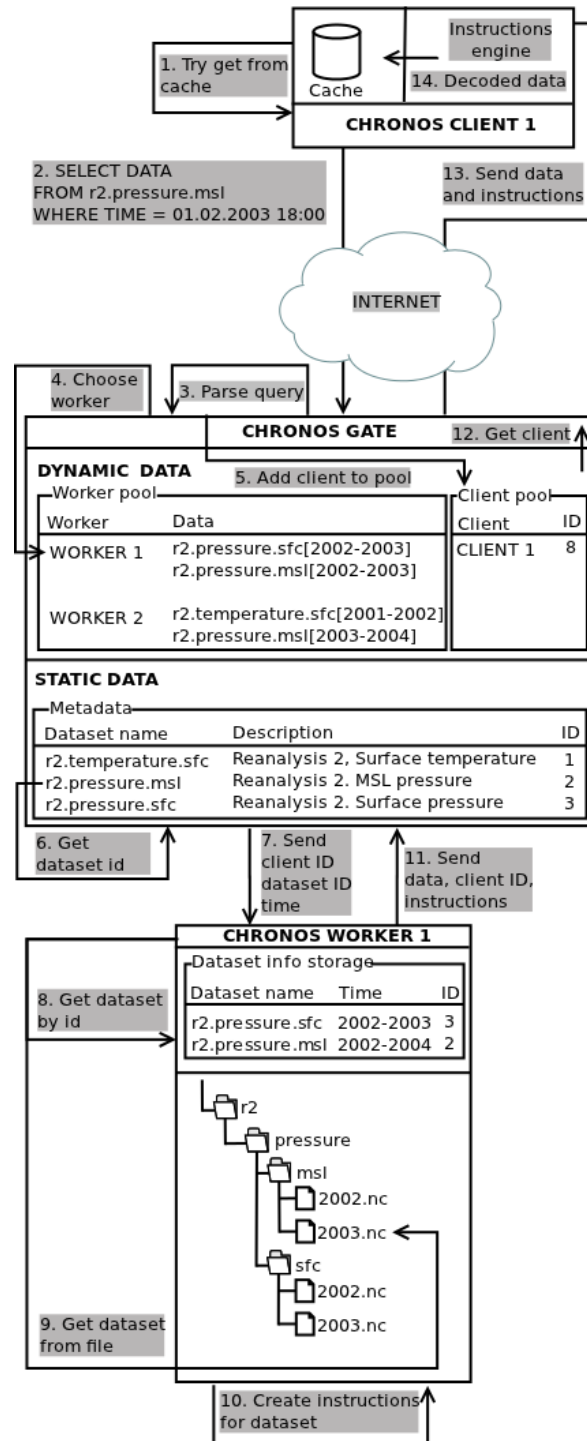 Instructions
engine
1. Try get from
cache
Cache
14. Decoded data
CHRONOS CLIENT 1
2. SELECT DATA
FROM r2.pressure.msl
WHERE TIME = 01.02.2003 18:00
13. Send data
and instructions
INTERNET
4. Choose
worker
3. Parse query
CHRONOS GATE
12. Get client
DYNAMIC DATA
5. Add client to pool
Worker pool
Client pool
Worker Data
Client ID
WORKER 1 r2.pressure.sfc[2002-2003]
CLIENT 1 8
r2.pressure.msl[2002-2003]
WORKER 2 r2.temperature.sfc[2001-2002]
r2.pressure.msl[2003-2004]
STATIC DATA
Metadata
Dataset name Description ID
r2.temperature.sfc Reanalysis 2, Surface temperature 1
r2.pressure.msl Reanalysis 2. MSL pressure 2
r2.pressure.sfc Reanalysis 2. Surface pressure 3
6. Get
dataset id
7. Send
client ID
dataset ID
time
11. Send
data, client ID,
instructions
CHRONOS WORKER 1
Dataset info storage
Dataset name Time ID
r2.pressure.sfc 2002-2003 3
r2.pressure.msl 2002-2004 2
8. Get dataset
by id
r2
pressure
msl
2002.nc
2003.nc
sfc
2002.nc
2003.nc
9. Get dataset
from file
10. Create instructions
for dataset